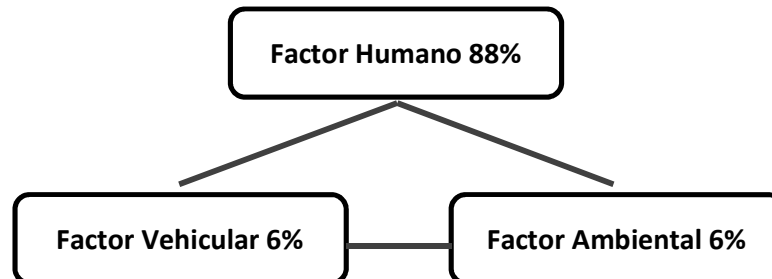 Factor Humano 88%
Factor Vehicular 6%
Factor Ambiental 6%